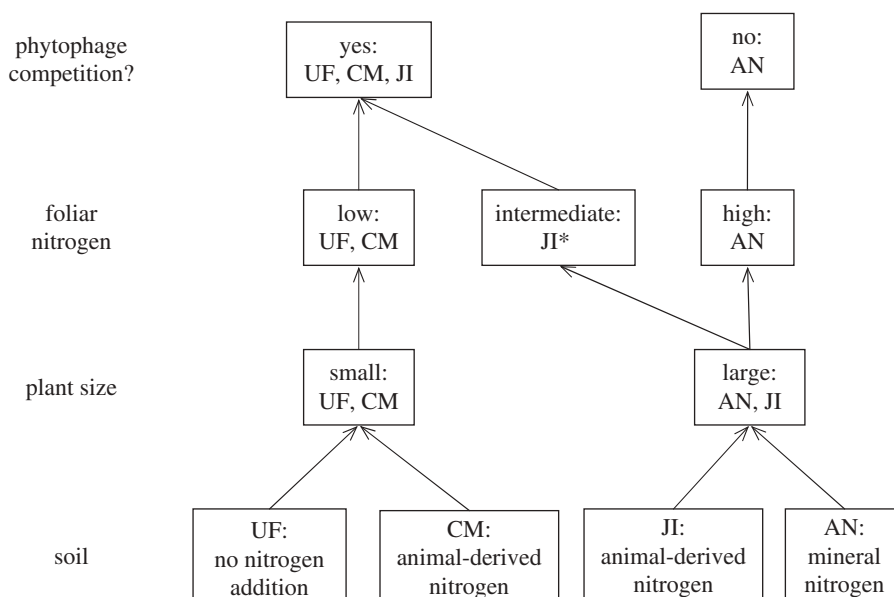 phytophage
competition?
yes:
UF, CM, JI
no:
AN
foliar
nitrogen
low:
UF, CM
intermediate:
JI*
high:
AN
plant size
small:
UF, CM
large:
AN, JI
soil
UF:
no nitrogen
addition
CM:
animal-derived
nitrogen
JI:
animal-derived
nitrogen
AN:
mineral
nitrogen